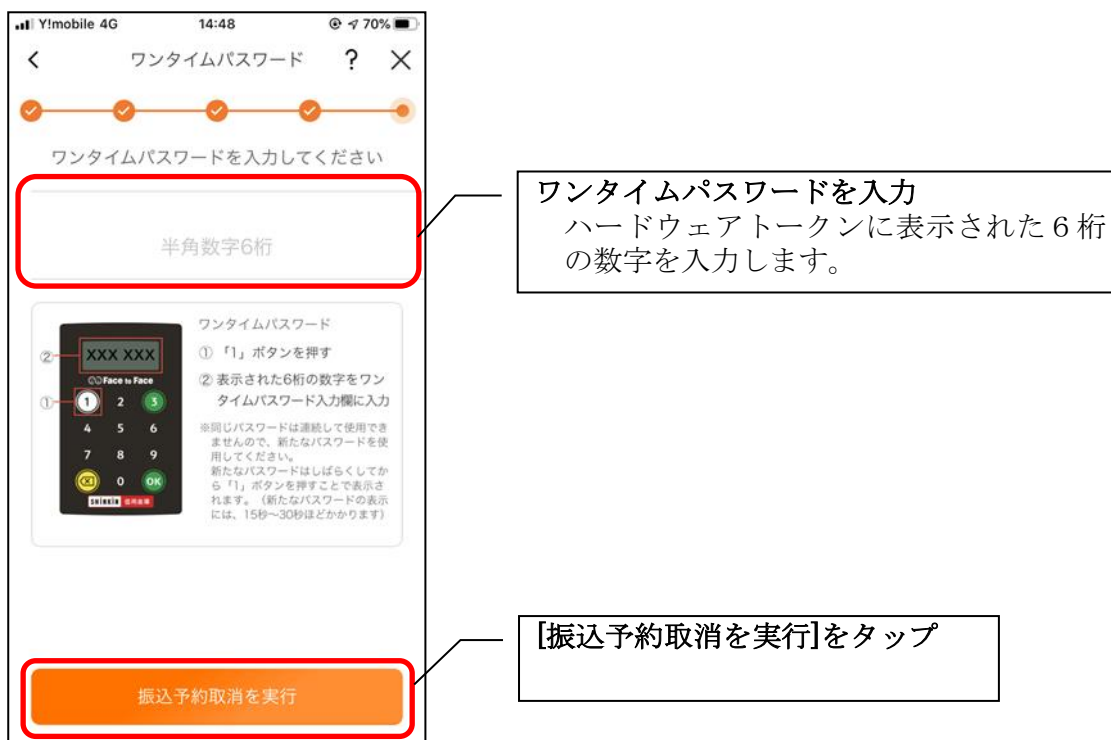 Y!mobile 4G 14:48 70%
ワンタイムパスワード ?
ワンタイムパスワードを入力してください
半角数字6桁
ワンタイムパスワードを入力
ハードウェアトークンに表示された６桁
の数字を入力します。
ワンタイムパスワード
① 「1」ボタンを押す
② 表示された6桁の数字をワン
タイムパスワード入力欄に入力
※同じパスワードは連続して使用でき
ませんので、新たなパスワードを使
用してください。
新たなパスワードはしばらくしてか
ら「1」ボタンを押すことで表示さ
れます。（新たなパスワードの表示
には、15秒～30秒ほどかかります）
②
XXX XXX
Face to Face
①
1 2 3
4 5 6
7 8 9
0 OK
SHINKIN 信用金庫
[振込予約取消を実行]をタップ
振込予約取消を実行